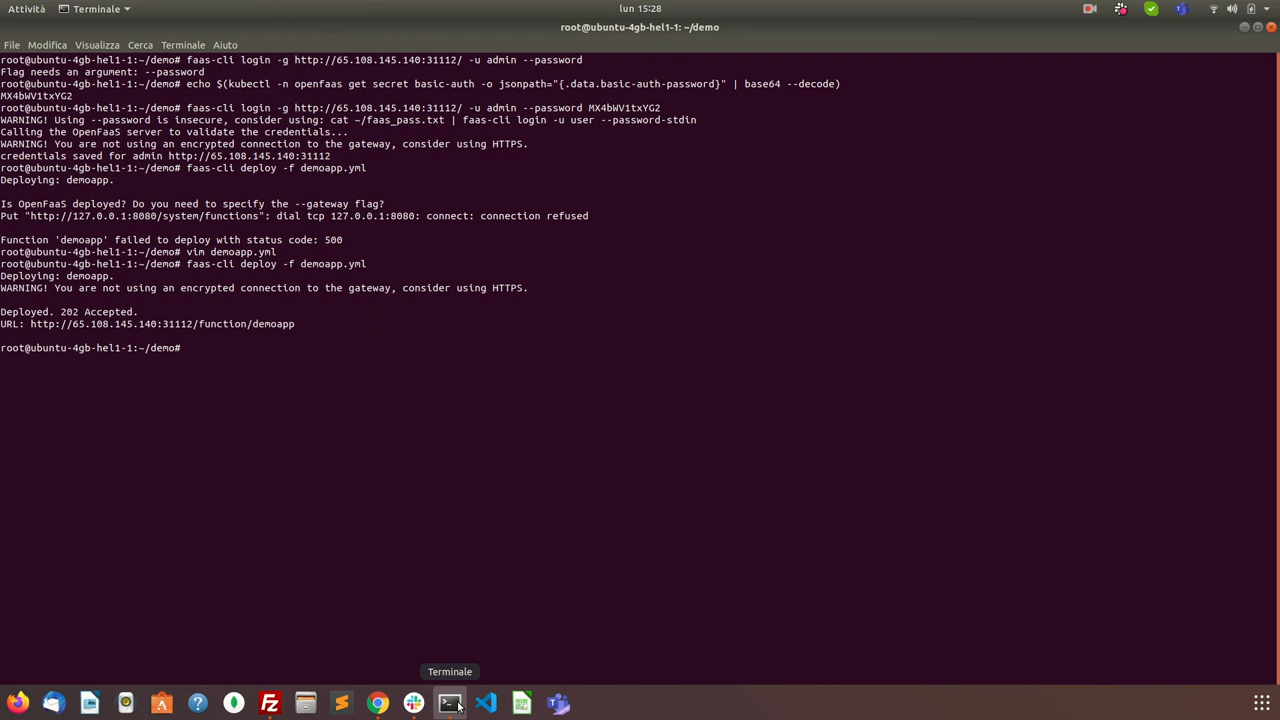 Attività
Terminale
lun 15:28
root@ubuntu-4gb-hel1-1: ~/demo
File Modifica Visualizza Cerca Terminale Aiuto
root@ubuntu-4gb-hel1-1:~/demo# faas-cli login -g http://65.108.145.140:31112/ -u admin --password
Flag needs an argument: --password
root@ubuntu-4gb-hel1-1:~/demo# echo $(kubectl -n openfaas get secret basic-auth -o jsonpath="{.data.basic-auth-password}" | base64 --decode)
MX4bWV1txYG2
root@ubuntu-4gb-hel1-1:~/demo# faas-cli login -g http://65.108.145.140:31112/ -u admin --password MX4bWV1txYG2
WARNING! Using --password is insecure, consider using: cat ~/faas_pass.txt | faas-cli login -u user --password-stdin
Calling the OpenFaaS server to validate the credentials...
WARNING! You are not using an encrypted connection to the gateway, consider using HTTPS.
credentials saved for admin http://65.108.145.140:31112
root@ubuntu-4gb-hel1-1:~/demo# faas-cli deploy -f demoapp.yml
Deploying: demoapp.
Is OpenFaaS deployed? Do you need to specify the --gateway flag?
Put "http://127.0.0.1:8080/system/functions": dial tcp 127.0.0.1:8080: connect: connection refused
Function 'demoapp' failed to deploy with status code: 500
root@ubuntu-4gb-hel1-1:~/demo# vim demoapp.yml
root@ubuntu-4gb-hel1-1:~/demo# faas-cli deploy -f demoapp.yml
Deploying: demoapp.
WARNING! You are not using an encrypted connection to the gateway, consider using HTTPS.
Deployed. 202 Accepted.
URL: http://65.108.145.140:31112/function/demoapp
root@ubuntu-4gb-hel1-1:~/demo#
Terminale